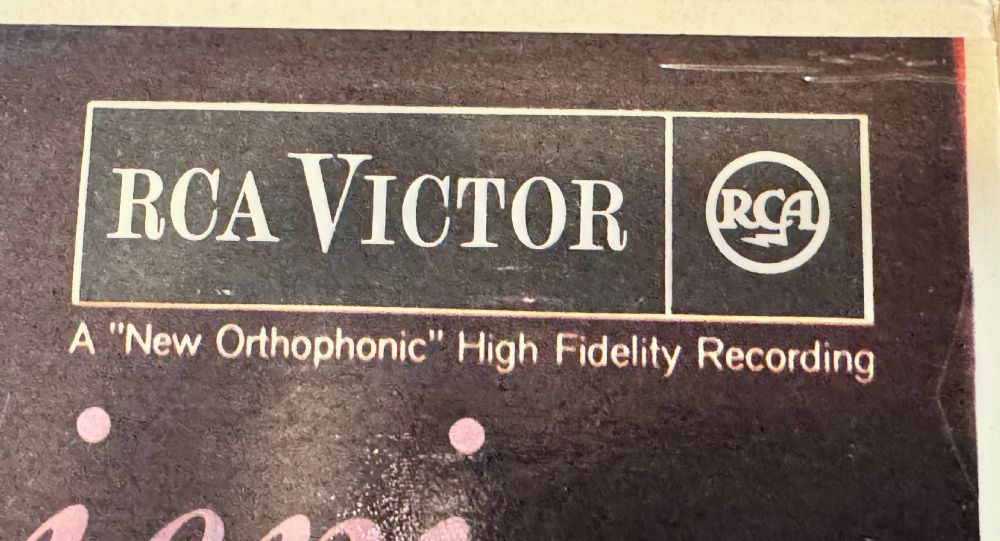 RCA VICTOR
RCA
A "New Orthophonic" High Fidelity Recording